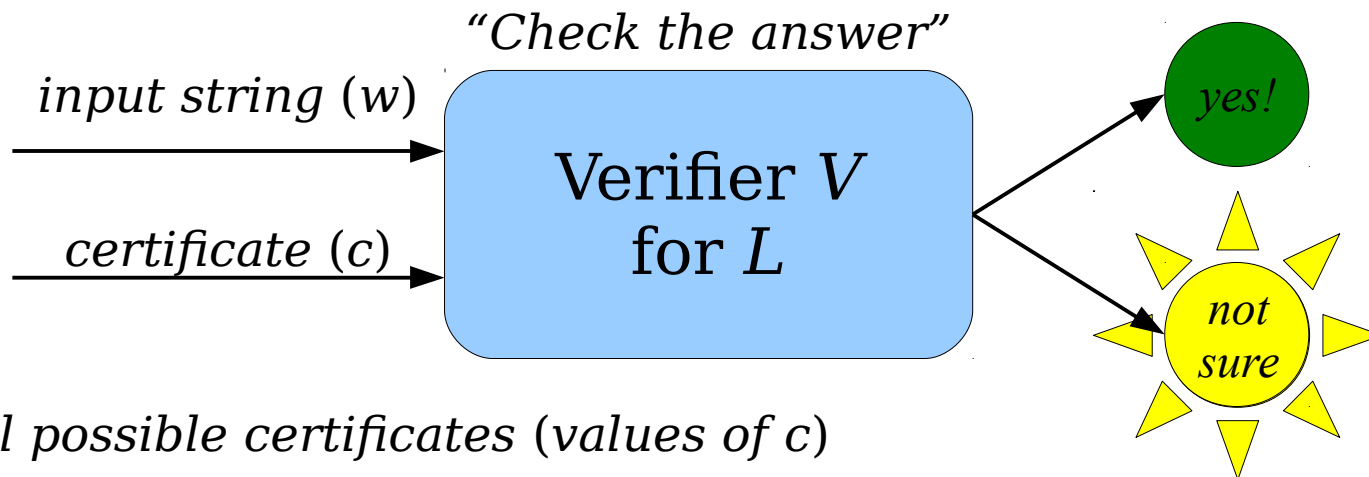 “Check the answer”
input string (w)
certificate (c)
Verifier V
for L
yes!
not
sure
possible certificates (values of c)